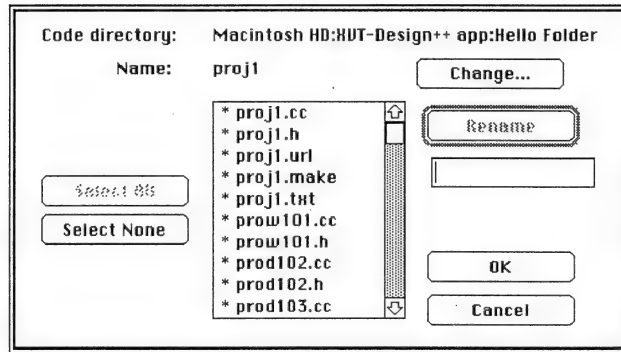 Code directory: Macintosh HD:XVT-Design++ app:Hello Folder
Name: proj1
Change...
* proj1.cc
* proj1.h
* proj1.url
* proj1.make
* proj1.txt
* prow101.cc
* prow101.h
* prod102.cc
* prod102.h
* prod103.cc
Rename
Select All
Select None
OK
Cancel